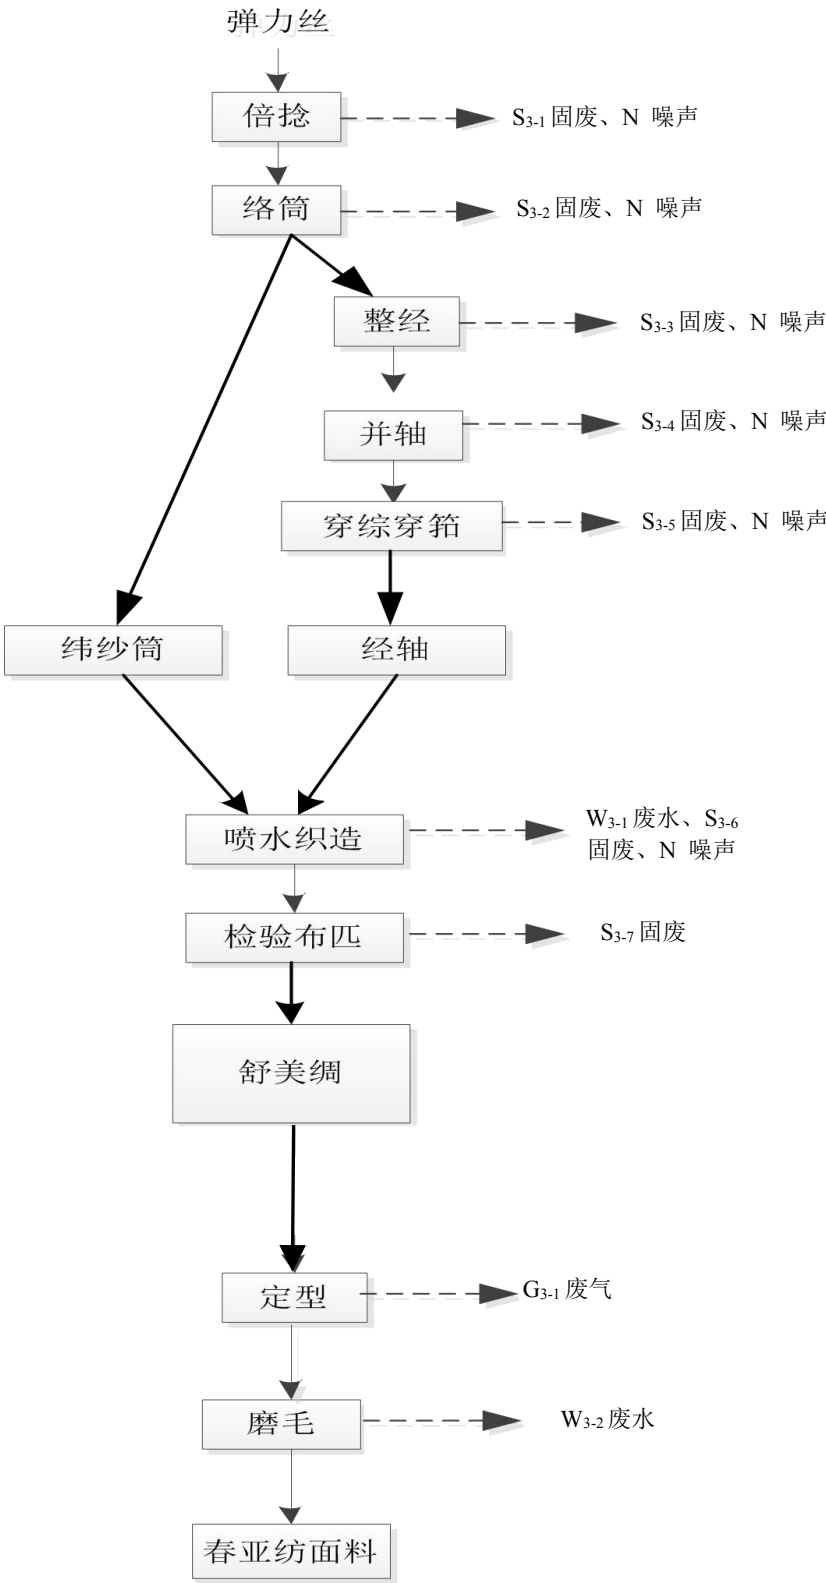 弹力丝
倍捻
S3-1固废、N 噪声
络筒
S3-2固废、N 噪声
整经
S3-3固废、N 噪声
并轴
S3-4固废、N 噪声
穿综穿筘
S3-5固废、N 噪声
纬纱筒
经轴
喷水织造
W3-1废水、S3-6
固废、N 噪声
检验布匹
S3-7固废
舒美绸
定型
G3-1废气
磨毛
W3-2废水
春亚纺面料